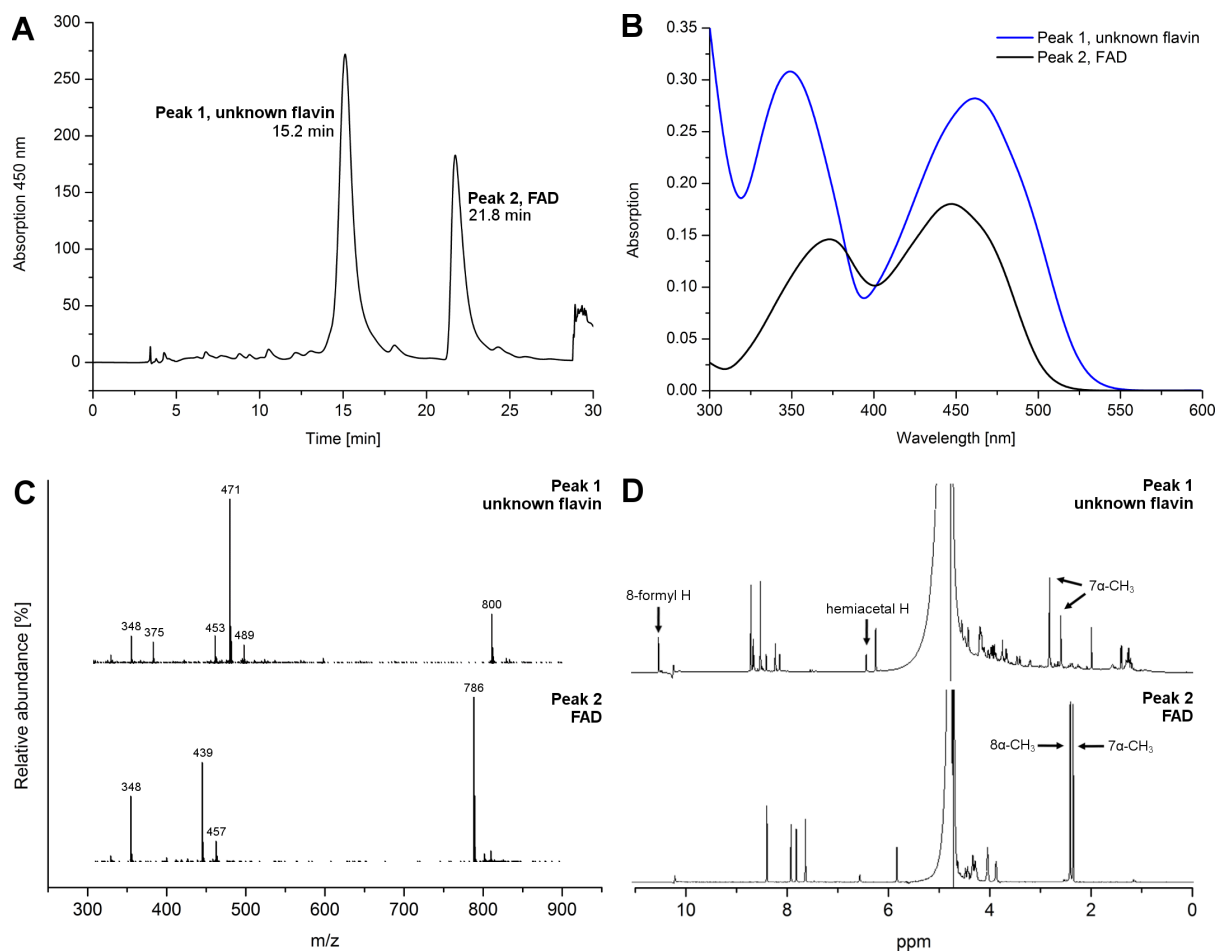 A
Absorption 450 nm
300
250
200
150
100
50
0
Peak 1, unknown flavin
15.2 min
Peak 2, FAD
21.8 min
0
5
10
15
20
25
30
Time [min]
B
Absorption
0.35
0.30
0.25
0.20
0.15
0.10
0.05
0.00
Peak 1, unknown flavin
Peak 2, FAD
300
350
400
450
500
550
600
Wavelength [nm]
C
Relative abundance [%]
Peak 1
unknown flavin
348
375
453
471
489
800
Peak 2
FAD
348
439
457
786
300
400
500
600
700
800
900
m/z
D
Peak 1
unknown flavin
8-formyl H
hemiacetal H
7α-CH₃
Peak 2
FAD
8α-CH₃
7α-CH₃
10
8
6
4
2
0
ppm